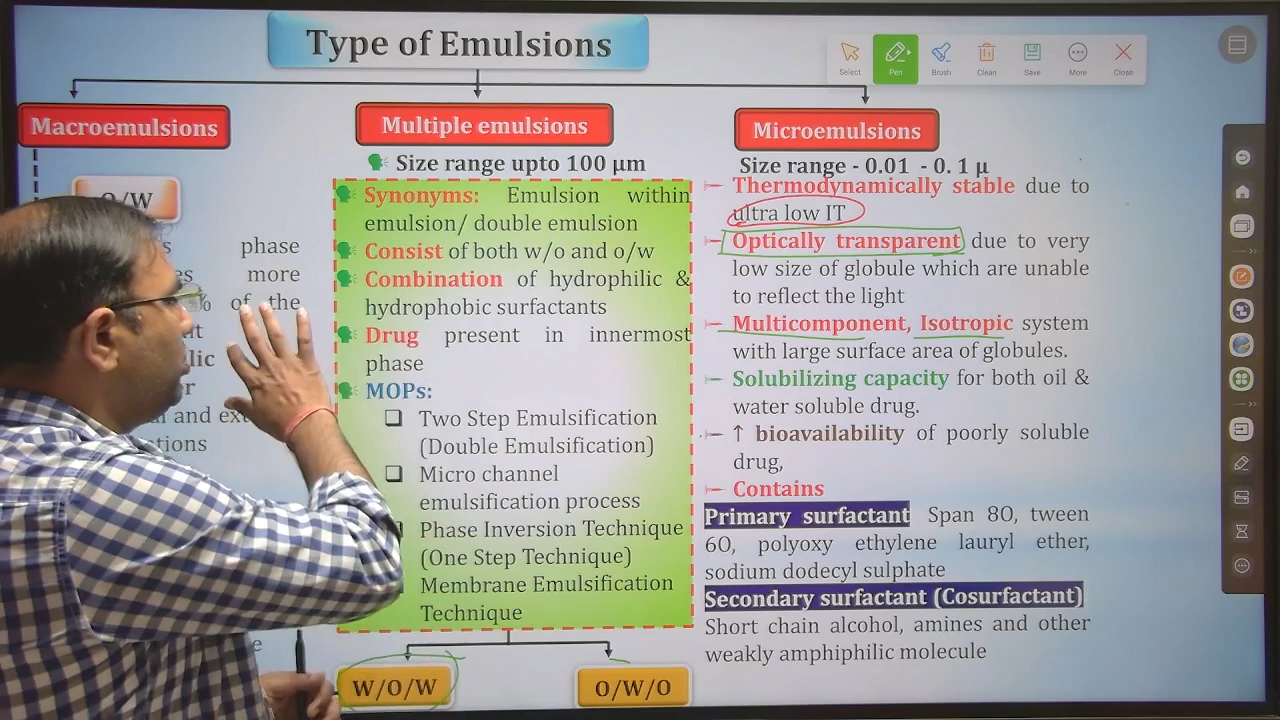 Type of Emulsions
Select
Pen
Brush
Clean
Save
More
Close
Macroemulsions
O/W
phase
more
of the
and
Multiple emulsions
Size range upto 100 µm
Synonyms: Emulsion within
emulsion/ double emulsion
Consist of both w/o and o/w
Combination of hydrophilic &
hydrophobic surfactants
Drug present in innermost
phase
MOPs:
❑ Two Step Emulsification
(Double Emulsification)
❑ Micro channel
emulsification process
Phase Inversion Technique
(One Step Technique)
Membrane Emulsification
Technique
W/O/W
O/W/O
Microemulsions
Size range - 0.01 - 0.1 µ
Thermodynamically stable due to
ultra low IT
Optically transparent due to very
low size of globule which are unable
to reflect the light
Multicomponent, Isotropic system
with large surface area of globules.
Solubilizing capacity for both oil &
water soluble drug.
↑ bioavailability of poorly soluble
drug,
Contains
Primary surfactant Span 80, tween
60, polyoxy ethylene lauryl ether,
sodium dodecyl sulphate
Secondary surfactant (Cosurfactant)
Short chain alcohol, amines and other
weakly amphiphilic molecule